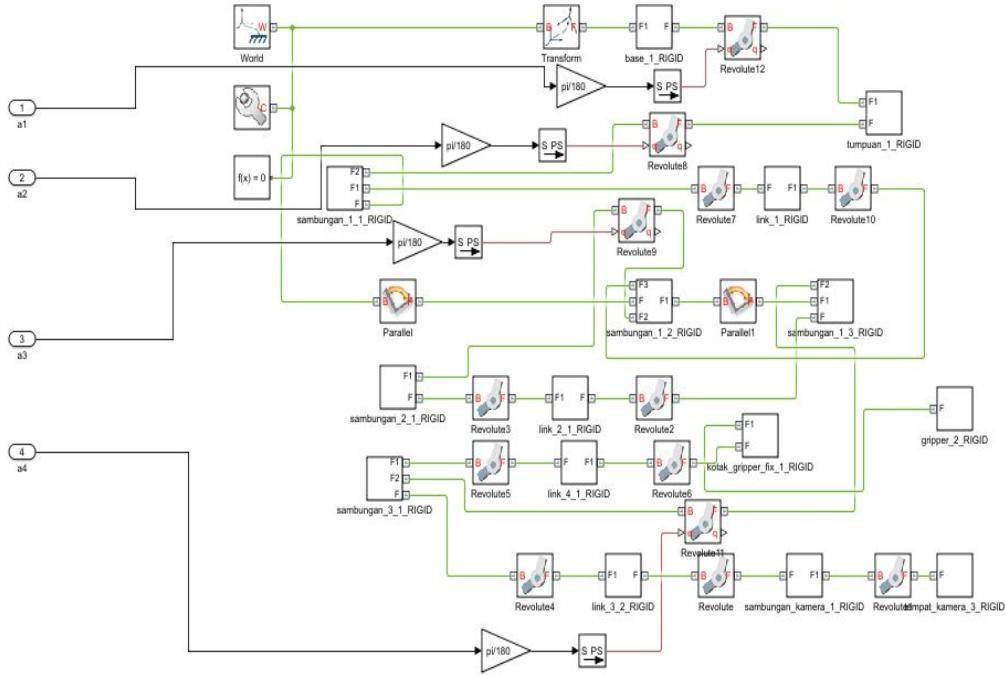 W
World
B F
Transform
F1 F
base_1_RIGID
B F
q q
Revolute12
1
a1
pi/180
S PS
C
F1
F
tumpuan_1_RIGID
2
a2
pi/180
S PS
B F
q q
Revolute8
f(x) = 0
F2
F1
F
sambungan_1_1_RIGID
B F
Revolute7
F F1
link_1_RIGID
B F
Revolute10
pi/180
S PS
B F
q q
Revolute9
3
a3
B F
Parallel
F3
F F1
F2
sambungan_1_2_RIGID
B F
Parallel1
F2
F1
F
sambungan_1_3_RIGID
F1
F
sambungan_2_1_RIGID
B F
Revolute3
F1 F
link_2_1_RIGID
B F
Revolute2
F
gripper_2_RIGID
4
a4
F1
F2
F
sambungan_3_1_RIGID
B F
Revolute5
F F1
link_4_1_RIGID
B F
Revolute6
F1
F
kotak_gripper_fix_1_RIGID
B F
q q
Revolute11
B F
Revolute4
F1 F
link_3_2_RIGID
B F
Revolute
F F1
sambungan_kamera_1_RIGID
B F
F
pi/180
S PS